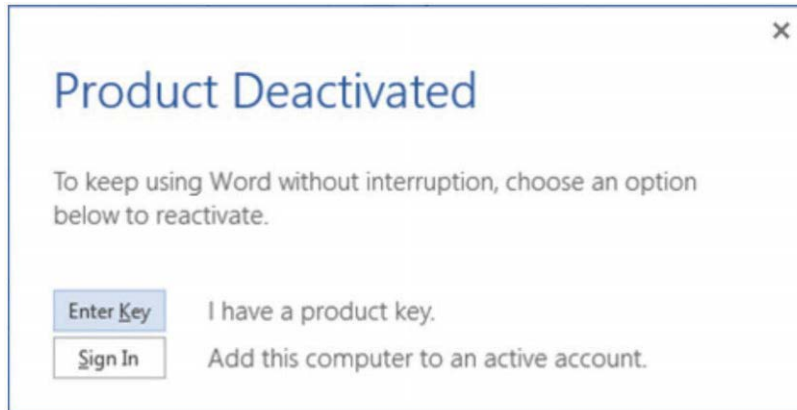 Product Deactivated
To keep using Word without interruption, choose an option
below to reactivate.
Enter Key I have a product key.
Sign In Add this computer to an active account.